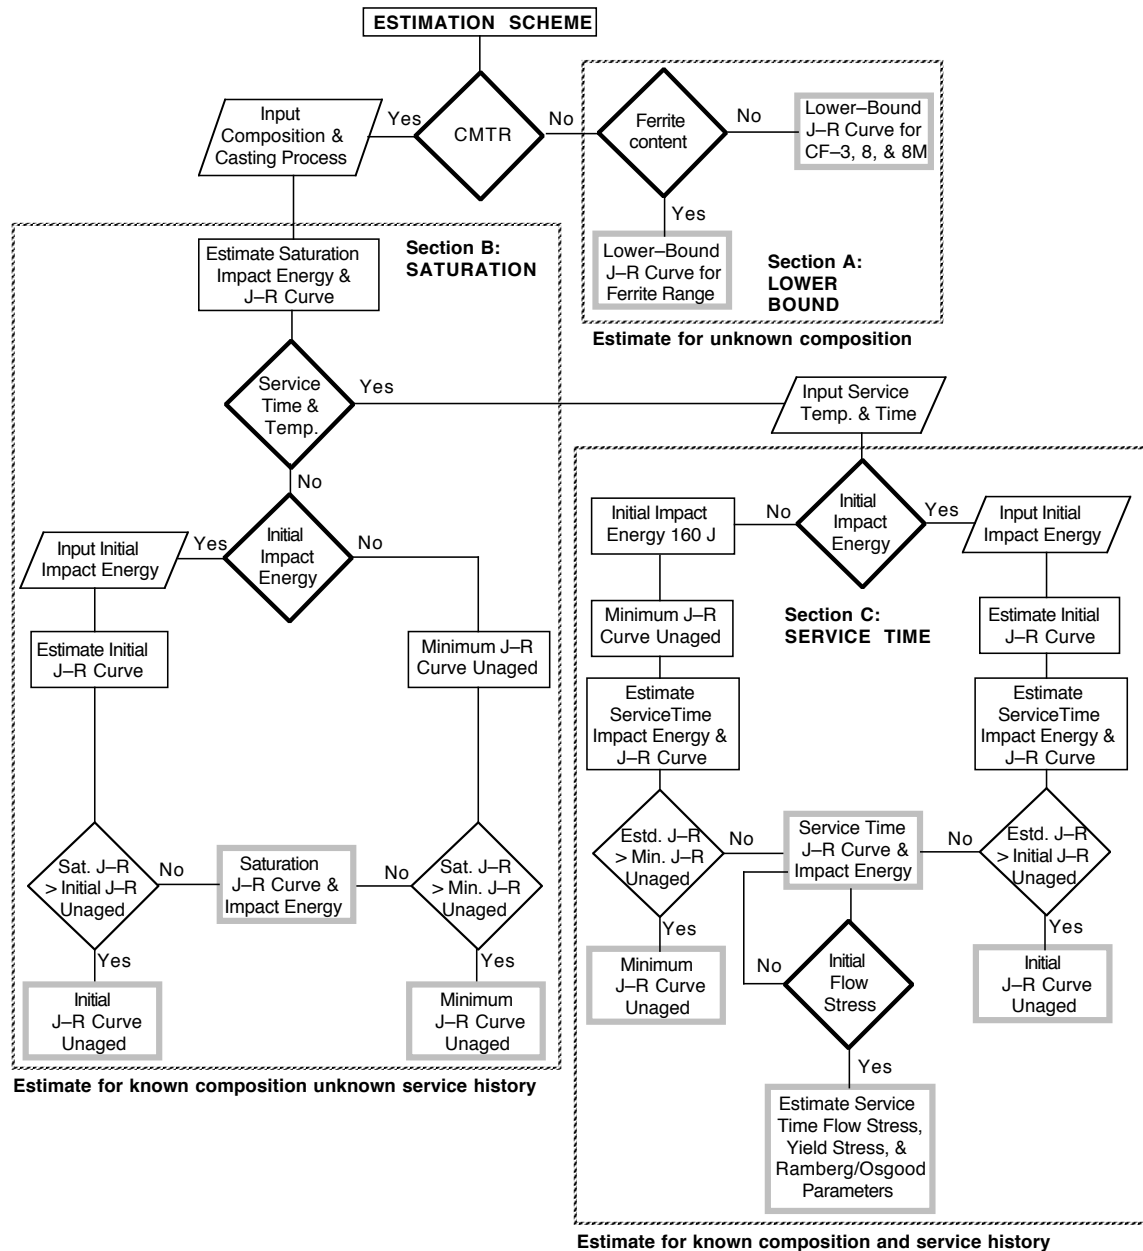 ESTIMATION SCHEME
CMTR
Yes
No
Input
Composition &
Casting Process
Ferrite
content
No
Lower–Bound
J–R Curve for
CF–3, 8, & 8M
Yes
Lower–Bound
J–R Curve for
Ferrite Range
Section A:
LOWER
BOUND
Estimate for unknown composition
Section B:
SATURATION
Estimate Saturation
Impact Energy &
J–R Curve
Service
Time &
Temp.
Yes
No
Initial
Impact
Energy
Yes
No
Input Initial
Impact Energy
Estimate Initial
J–R Curve
Minimum J–R
Curve Unaged
Sat. J–R
> Initial J–R
Unaged
No
Saturation
J–R Curve &
Impact Energy
No
Sat. J–R
> Min. J–R
Unaged
Yes
Yes
Initial
J–R Curve
Unaged
Minimum
J–R Curve
Unaged
Estimate for known composition unknown service history
Input Service
Temp. & Time
Initial
Impact
Energy
No
Yes
Initial Impact
Energy 160 J
Input Initial
Impact Energy
Section C:
SERVICE TIME
Minimum J–R
Curve Unaged
Estimate Initial
J–R Curve
Estimate
ServiceTime
Impact Energy &
J–R Curve
Estimate
ServiceTime
Impact Energy &
J–R Curve
Estd. J–R
> Min. J–R
Unaged
No
Service Time
J–R Curve &
Impact Energy
No
Estd. J–R
> Initial J–R
Unaged
Yes
Yes
Minimum
J–R Curve
Unaged
No
Initial
Flow
Stress
Initial
J–R Curve
Unaged
Yes
Estimate Service
Time Flow Stress,
Yield Stress, &
Ramberg/Osgood
Parameters
Estimate for known composition and service history